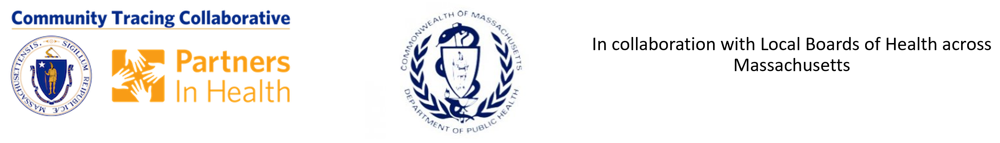 Community Tracing Collaborative
SIGILLUM REIPUBLICÆ MASSACHUSETTENSIS.
Partners
In Health
COMMONWEALTH OF MASSACHUSETTS
DEPARTMENT OF PUBLIC HEALTH
In collaboration with Local Boards of Health across
Massachusetts